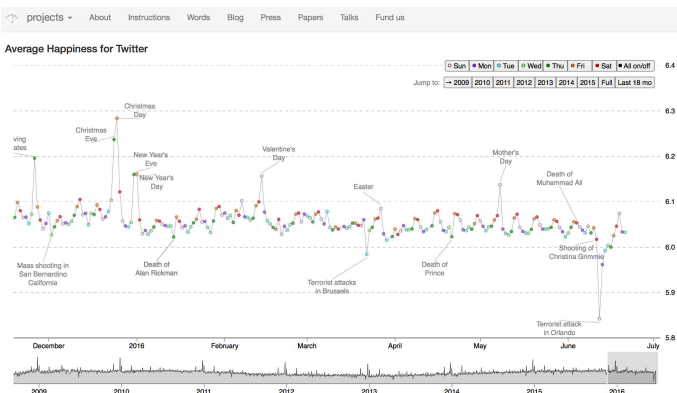 projects About Instructions Words Blog Press Papers Talks Fund us
Average Happiness for Twitter
Sun Mon Tue Wed Thu Fri Sat All on/off
Jump to: → 2009 2010 2011 2012 2013 2014 2015 Full Last 18 mo
6.4
6.3
6.2
6.1
6.0
5.9
5.8
ving
ates
Christmas
Eve
Christmas
Day
New Year's
Eve
New Year's
Day
Valentine's
Day
Easter
Mother's
Day
Death of
Muhammad Ali
Mass shooting in
San Bernardino
California
Death of
Alan Rickman
Terrorist attacks
in Brussels
Death of
Prince
Shooting of
Christina Grimmie
Terrorist attack
in Orlando
December 2016 February March April May June July
2009 2010 2011 2012 2013 2014 2015 2016